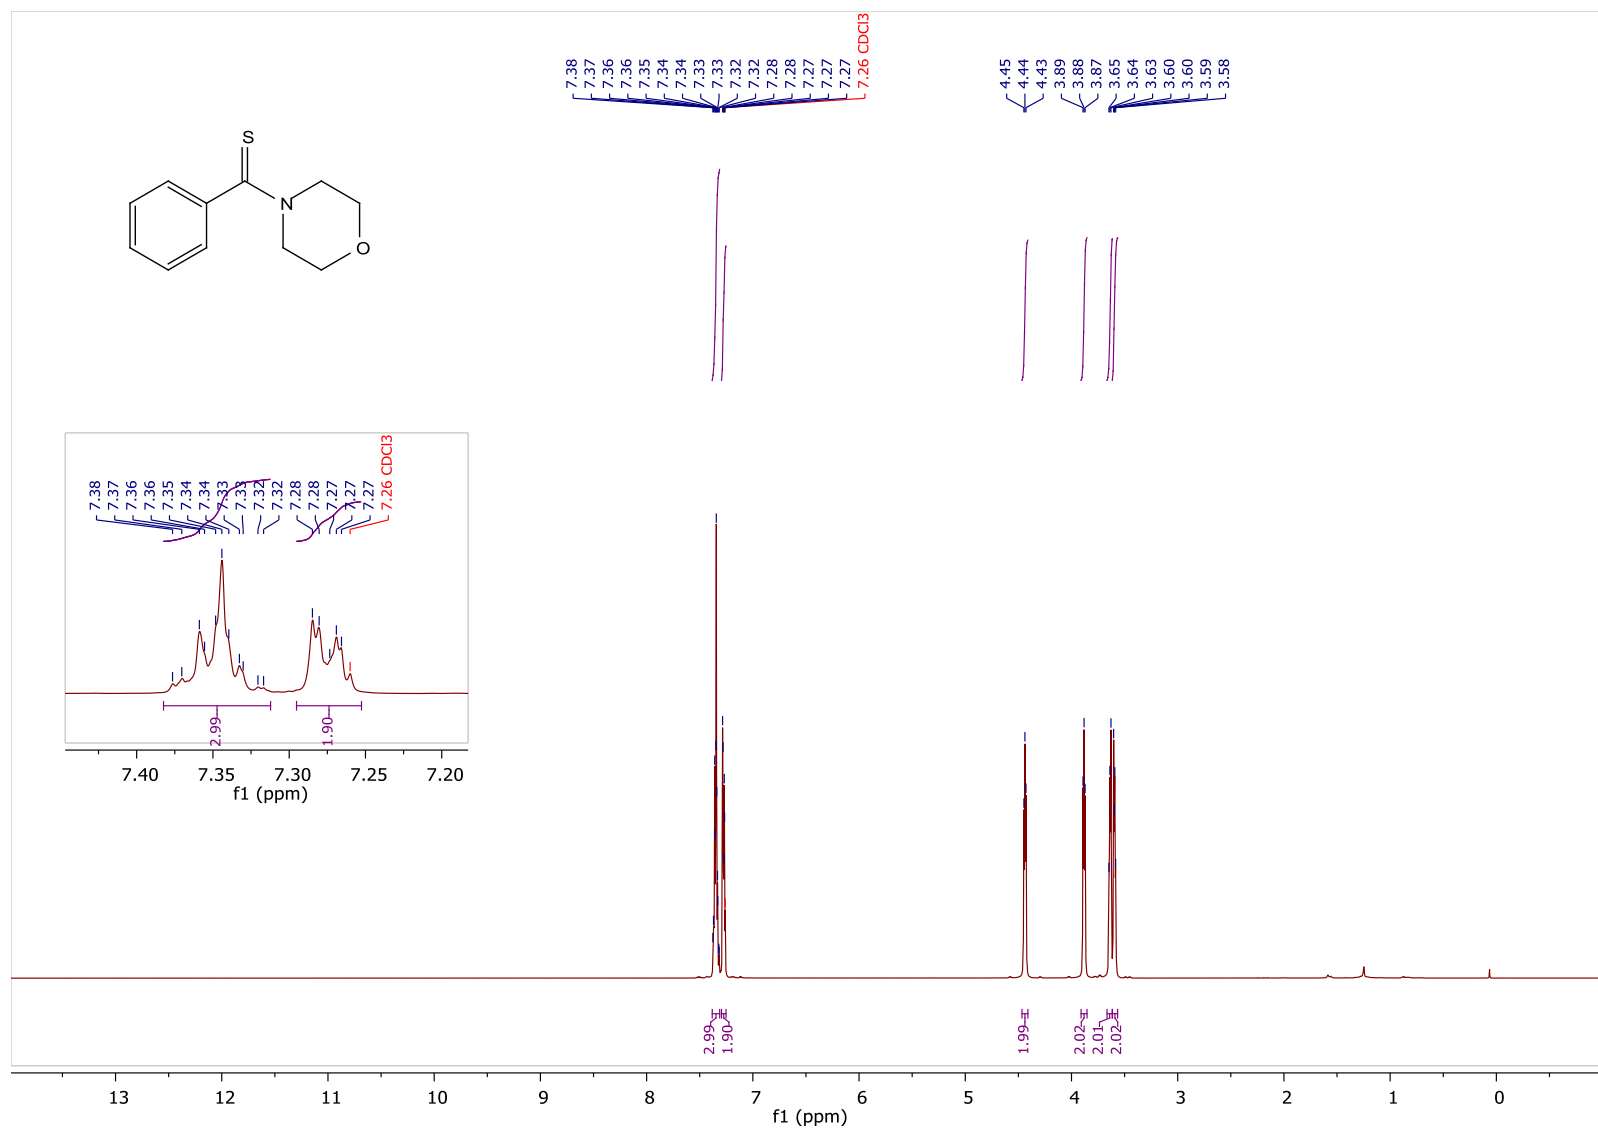 7.38 7.37 7.36 7.36 7.35 7.34 7.34 7.33 7.33 7.32 7.32 7.28 7.28 7.27 7.27 7.27 7.26 CDCl3
4.45 4.44 4.43 3.89 3.88 3.87 3.65 3.64 3.63 3.60 3.60 3.59 3.58
S
N
O
7.38 7.37 7.36 7.36 7.35 7.34 7.34 7.33 7.33 7.32 7.32 7.28 7.28 7.27 7.27 7.27 7.26 CDCl3
2.99 1.90
7.40 7.35 7.30 7.25 7.20
f1 (ppm)
2.99 1.90 1.99 2.02 2.01 2.02
13 12 11 10 9 8 7 6 5 4 3 2 1 0
f1 (ppm)